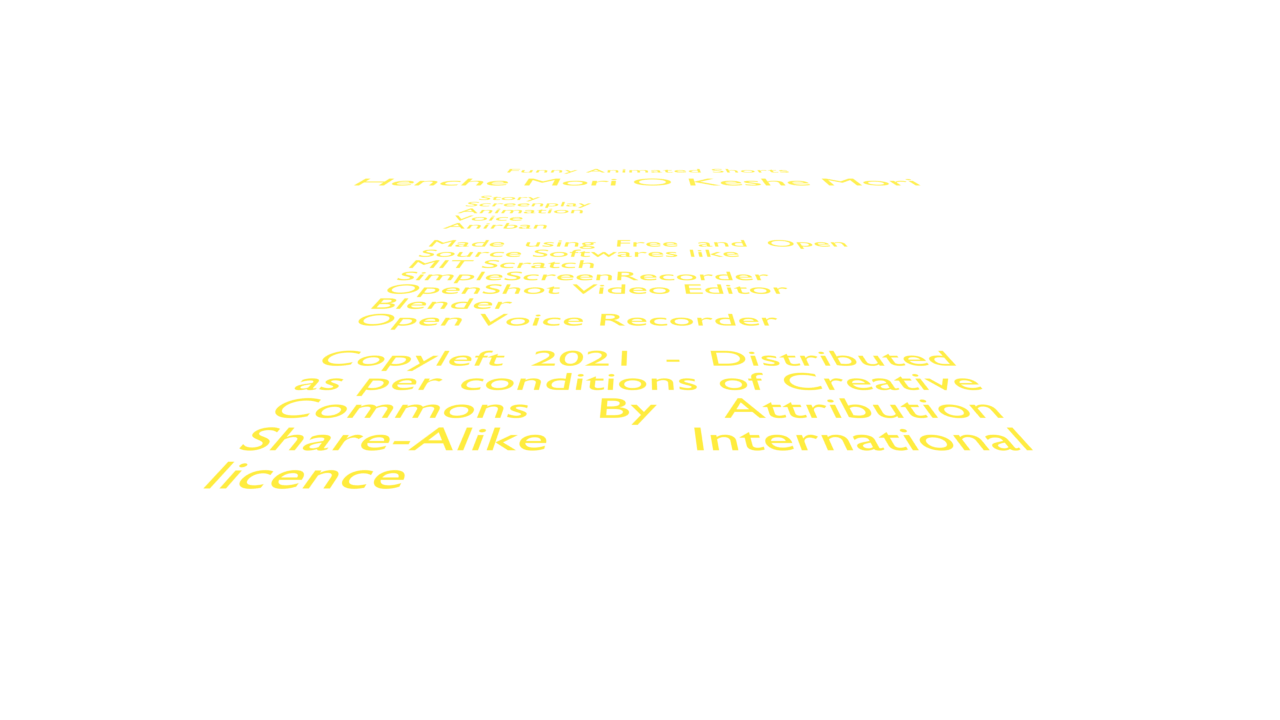 Funny Animated Shorts
Henche Mori O Keshe Mori
Story
Screenplay
Animation
Voice
Anirban
Made using Free and Open
Source Softwares like
MIT Scratch
SimpleScreenRecorder
OpenShot Video Editor
Blender
Open Voice Recorder
Copyleft 2021 - Distributed
as per conditions of Creative
Commons By Attribution
Share-Alike International
licence